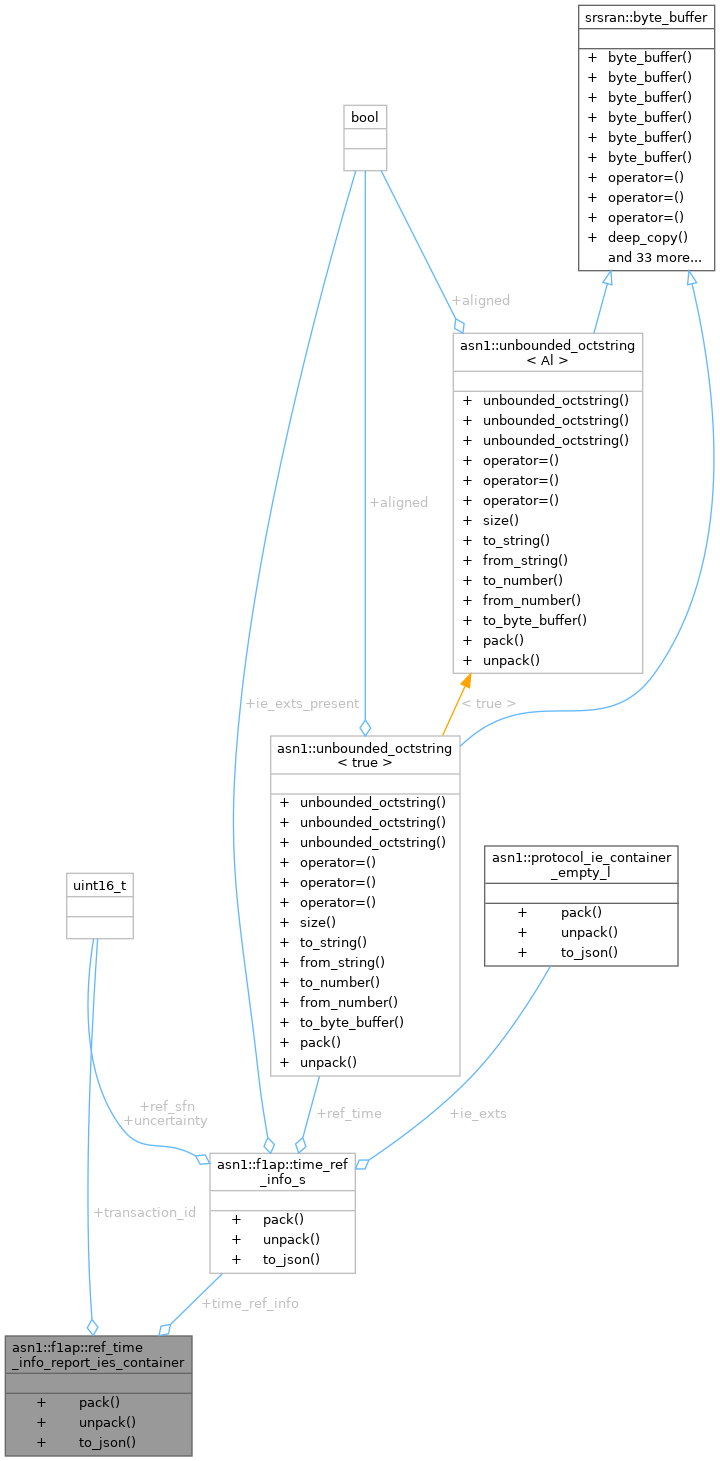 srsran::byte_buffer
+ byte_buffer()
+ byte_buffer()
+ byte_buffer()
+ byte_buffer()
+ byte_buffer()
+ byte_buffer()
+ operator=()
+ operator=()
+ operator=()
+ deep_copy()
and 33 more...
bool
+aligned
asn1::unbounded_octstring
< Al >
+ unbounded_octstring()
+ unbounded_octstring()
+ unbounded_octstring()
+ operator=()
+ operator=()
+ operator=()
+ size()
+ to_string()
+ from_string()
+ to_number()
+ from_number()
+ to_byte_buffer()
+ pack()
+ unpack()
+aligned
+ie_exts_present
< true >
asn1::unbounded_octstring
< true >
+ unbounded_octstring()
+ unbounded_octstring()
+ unbounded_octstring()
+ operator=()
+ operator=()
+ operator=()
+ size()
+ to_string()
+ from_string()
+ to_number()
+ from_number()
+ to_byte_buffer()
+ pack()
+ unpack()
asn1::protocol_ie_container
_empty_l
+ pack()
+ unpack()
+ to_json()
uint16_t
+ref_sfn
+uncertainty
+ref_time
+ie_exts
asn1::f1ap::time_ref
_info_s
+ pack()
+ unpack()
+ to_json()
+transaction_id
+time_ref_info
asn1::f1ap::ref_time
_info_report_ies_container
+ pack()
+ unpack()
+ to_json()